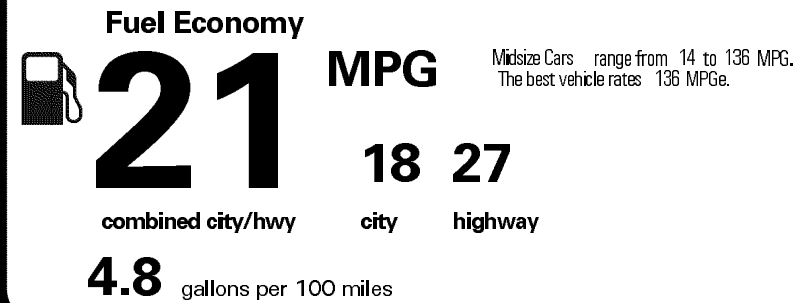 Fuel Economy
21 MPG
Midsize Cars range from 14 to 136 MPG.
The best vehicle rates 136 MPGe.
18 27
combined city/hwy city highway
4.8 gallons per 100 miles